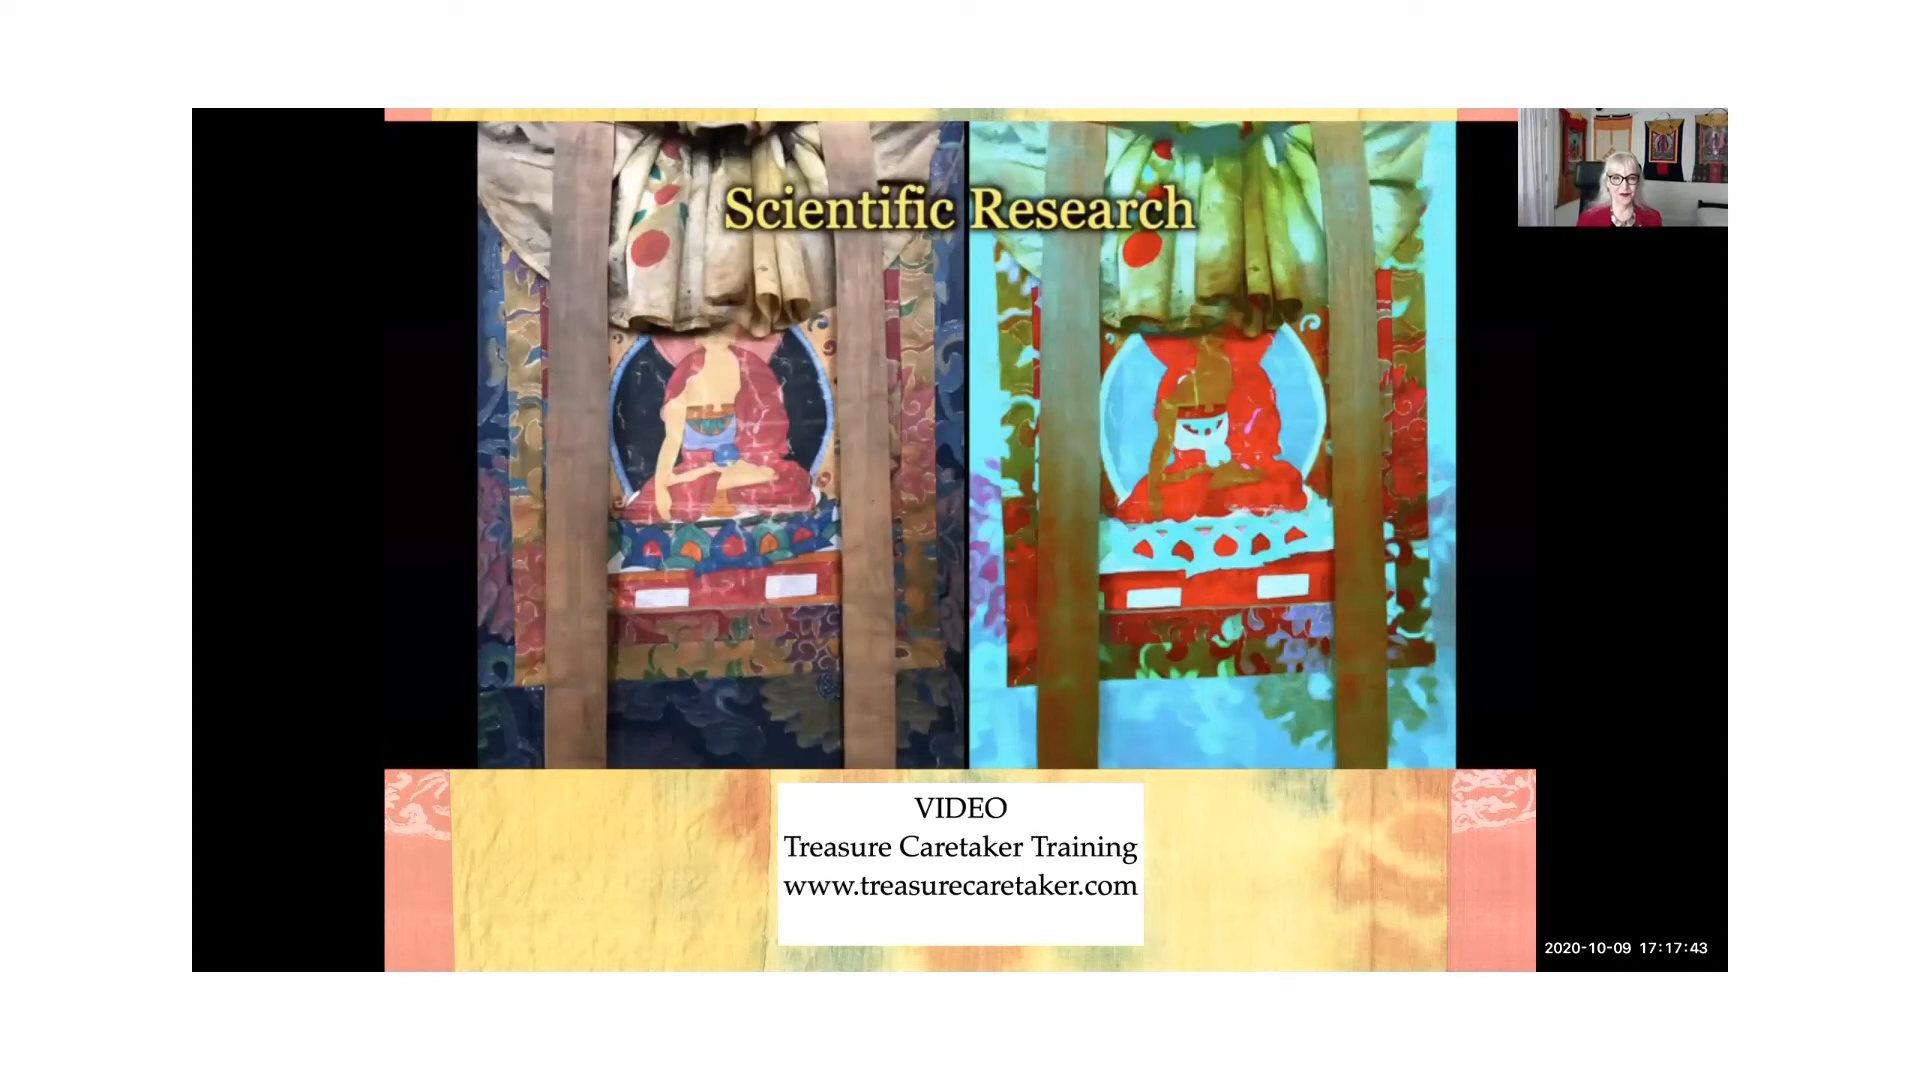 Scientific Research
VIDEO
Treasure Caretaker Training
www.treasurecaretaker.com
2020-10-09 17:17:43